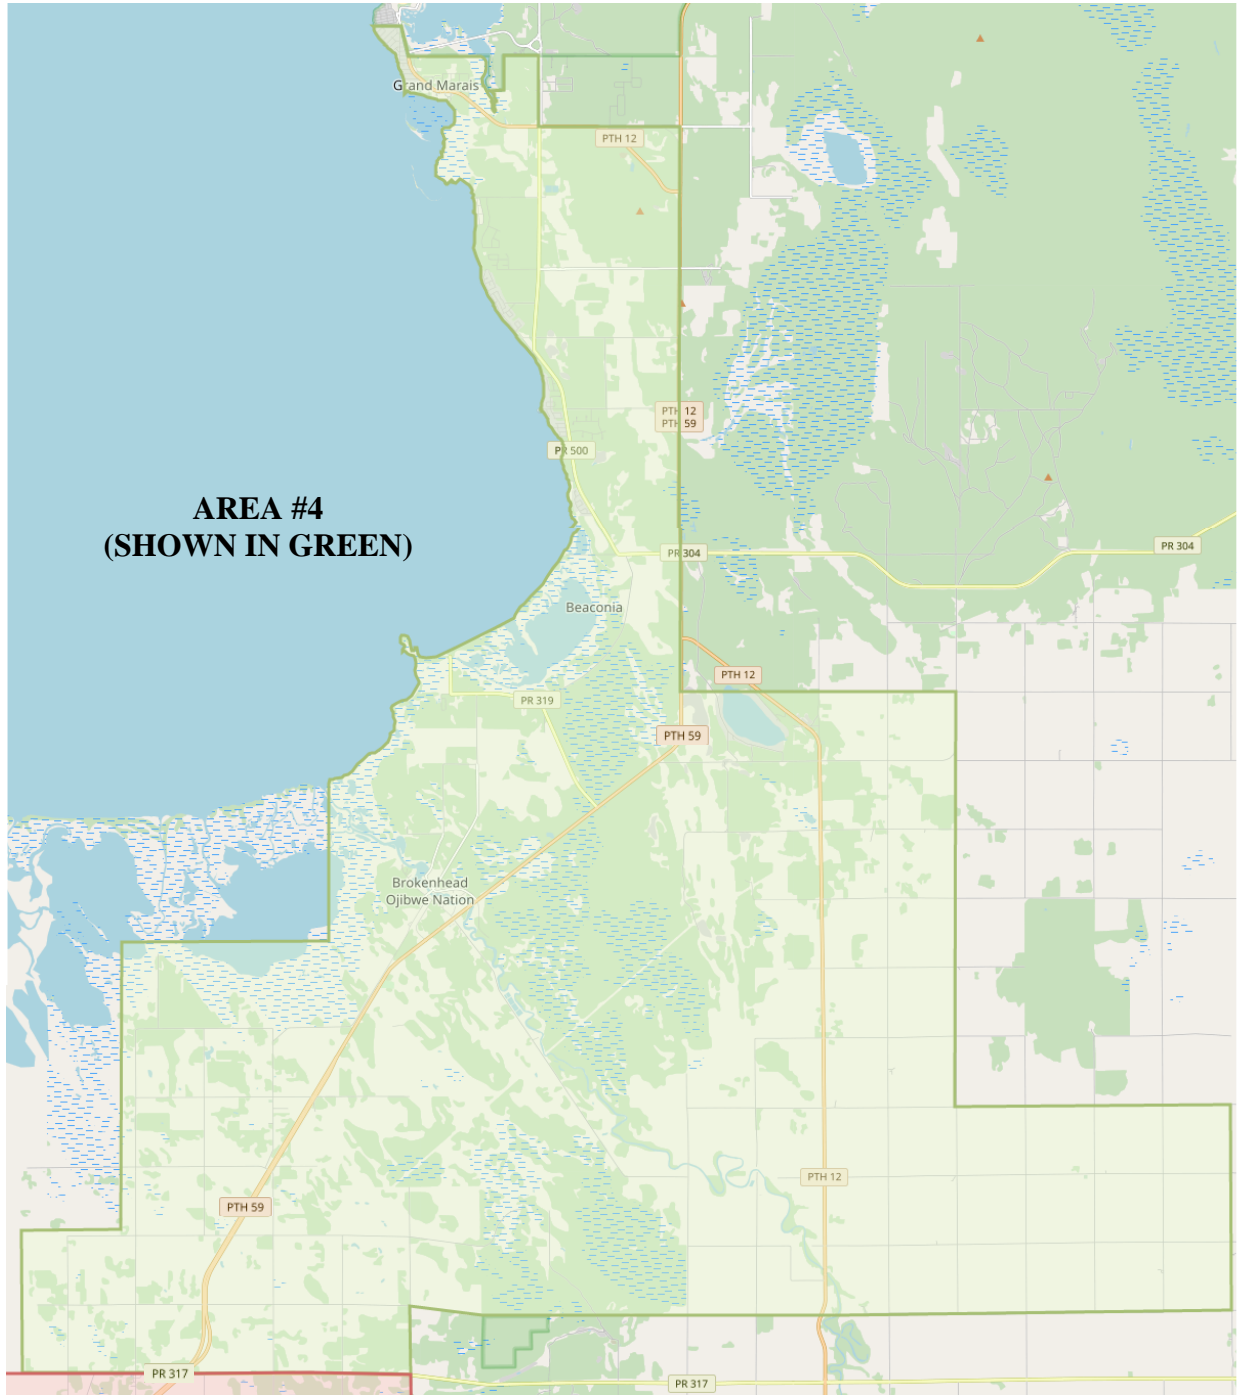 Grand Marais
PTH 12
PTH 12
PTH 59
PR 500
AREA #4
(SHOWN IN GREEN)
PR 304
PR 304
Beaconia
PTH 12
PR 319
PTH 59
Brokenhead
Ojibwe Nation
PTH 12
PTH 59
PR 317
PR 317